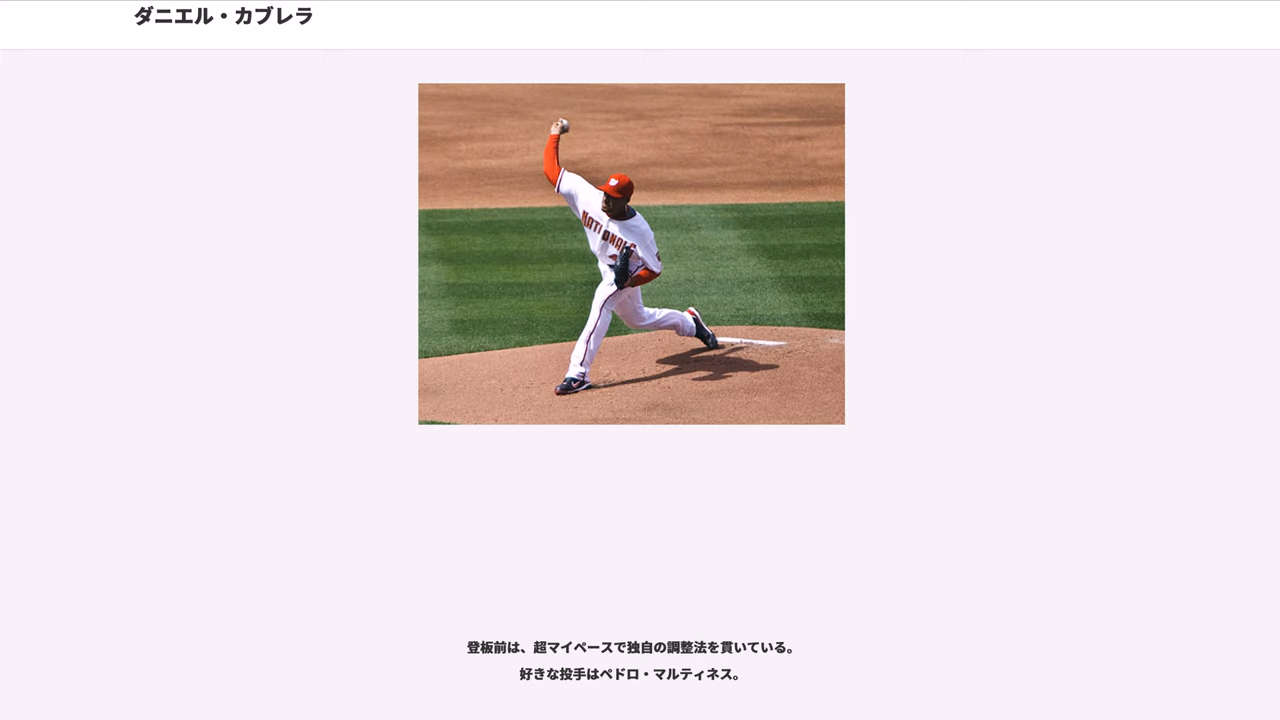 ダニエル・カブレラ
NATIONALS
登板前は、超マイペースで独自の調整法を貫いている。
好きな投手はペドロ・マルティネス。